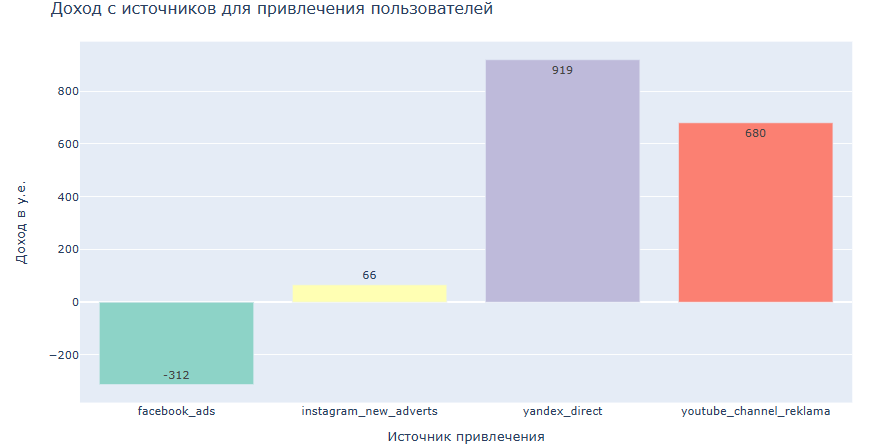 Доход с источников для привлечения пользователей
Доход в у.е.
800
600
400
200
0
−200
-312
66
919
680
facebook_ads
instagram_new_adverts
yandex_direct
youtube_channel_reklama
Источник привлечения